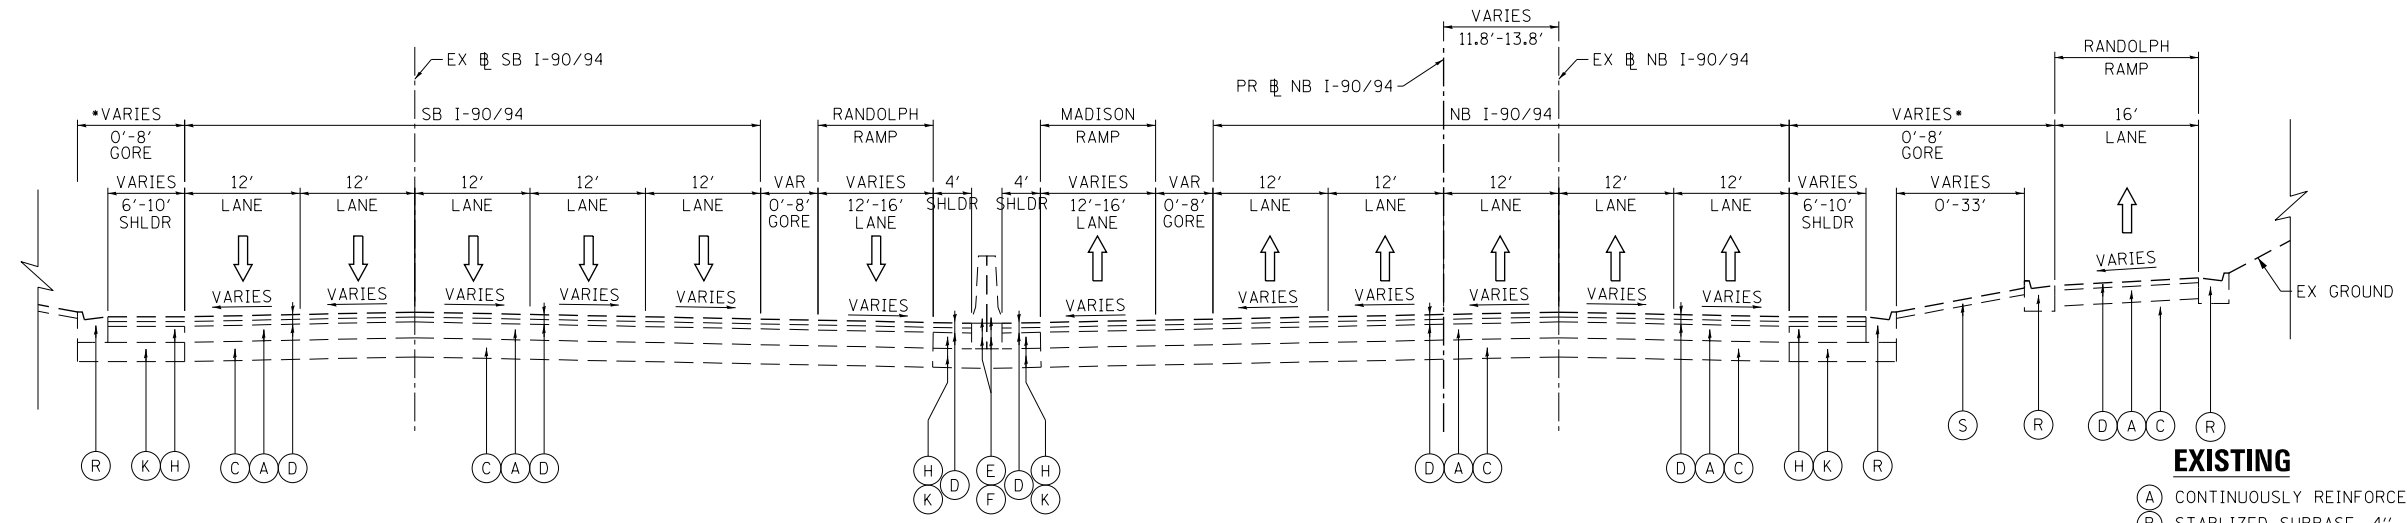 VARIES
11.8'-13.8'
RANDOLPH
RAMP
EX ℄ SB I-90/94
PR ℄ NB I-90/94
EX ℄ NB I-90/94
*VARIES
0'-8'
GORE
SB I-90/94
RANDOLPH
RAMP
MADISON
RAMP
NB I-90/94
VARIES*
0'-8'
GORE
16'
LANE
VARIES
6'-10'
SHLDR
12'
LANE
12'
LANE
12'
LANE
12'
LANE
12'
LANE
VAR
0'-8'
GORE
VARIES
12'-16'
LANE
4'
SHLDR
4'
SHLDR
VARIES
12'-16'
LANE
VAR
0'-8'
GORE
12'
LANE
12'
LANE
12'
LANE
12'
LANE
12'
LANE
VARIES
6'-10'
SHLDR
VARIES
0'-33'
VARIES
VARIES
VARIES
VARIES
VARIES
VARIES
VARIES
VARIES
VARIES
VARIES
VARIES
VARIES
VARIES
EX GROUND
R K H C A D C A D H K D E F D H K D A C D A C H K R S R D A C R
EXISTING
A CONTINUOUSLY REINFORCE
B STABLIZED SUBBASE, 4"